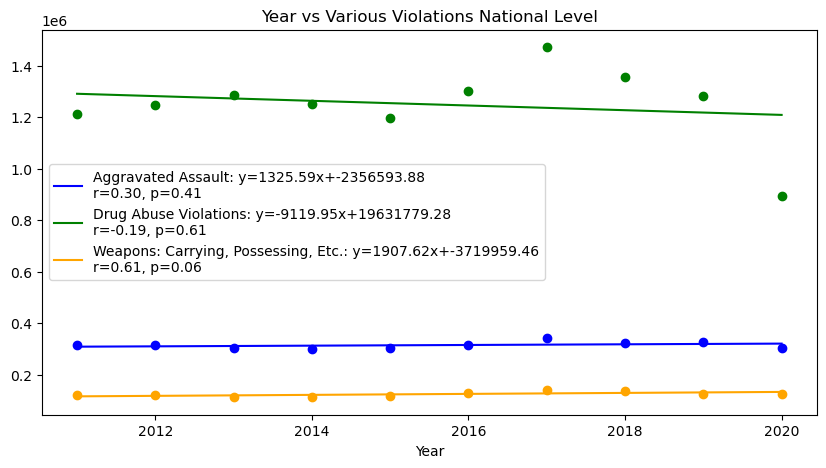 Year vs Various Violations National Level
1e6
1.4
1.2
1.0
0.8
0.6
0.4
0.2
Aggravated Assault: y=1325.59x+-2356593.88
r=0.30, p=0.41
Drug Abuse Violations: y=-9119.95x+19631779.28
r=-0.19, p=0.61
Weapons: Carrying, Possessing, Etc.: y=1907.62x+-3719959.46
r=0.61, p=0.06
2012 2014 2016 2018 2020
Year